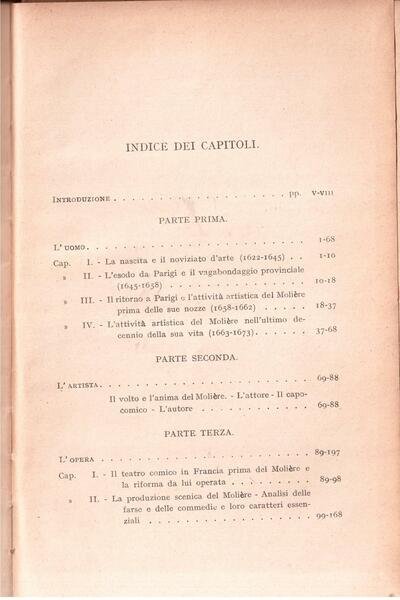 INDICE DEI CAPITOLI.
INTRODUZIONE . . . . . . . . . . . . . . . . . pp. V-VIII
PARTE PRIMA.
L'UOMO. . . . . . . . . . . . . . . . . . . . . 1-68
Cap. I. - La nascita e il noviziato d'arte (1622-1645) . . 1-10
» II. - L'esodo da Parigi e il vagabondaggio provinciale
(1645-1658) . . . . . . . . . . . . . . . . 10-18
» III. - Il ritorno a Parigi e l'attività artistica del Molière
prima delle sue nozze (1658-1662) . . . . . 18-37
» IV. - L'attività artistica del Molière nell'ultimo de-
cennio della sua vita (1663-1673). . . . . . 37-68
PARTE SECONDA.
L'ARTISTA. . . . . . . . . . . . . . . . . . . . 69-88
Il volto e l'anima del Molière. - L'attore - Il capo-
comico - L'autore . . . . . . . . . . . . . 69-88
PARTE TERZA.
L'OPERA . . . . . . . . . . . . . . . . . . . . 89-197
Cap. I. - Il teatro comico in Francia prima del Molière e
la riforma da lui operata . . . . . . . . . 89-98
» II. - La produzione scenica del Molière - Analisi delle
farse e delle commedie e loro caratteri essen-
ziali . . . . . . . . . . . . . . . . . . 99-168